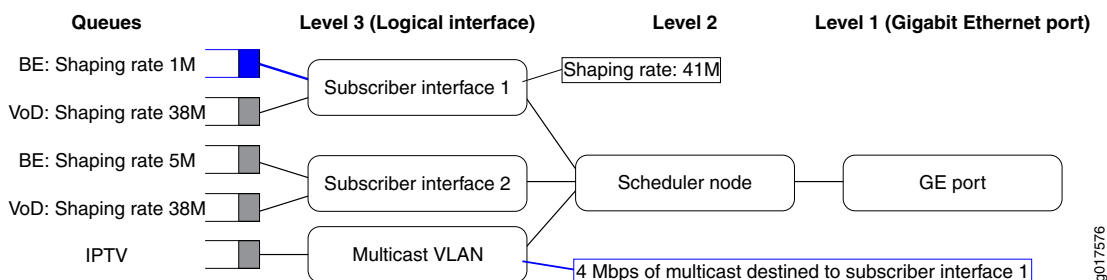 Queues Level 3 (Logical interface) Level 2 Level 1 (Gigabit Ethernet port)
BE: Shaping rate 1M
Subscriber interface 1
Shaping rate: 41M
VoD: Shaping rate 38M
BE: Shaping rate 5M
Subscriber interface 2
Scheduler node
GE port
VoD: Shaping rate 38M
IPTV
Multicast VLAN
4 Mbps of multicast destined to subscriber interface 1
g017576